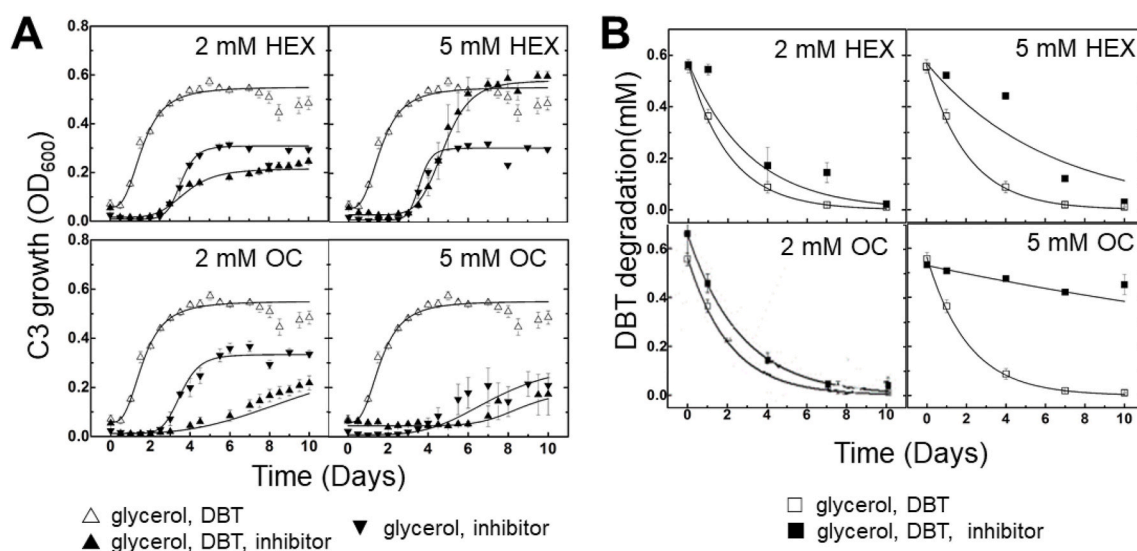 A
0.8
0.6
0.4
0.2
0.0
2 mM HEX
5 mM HEX
0.6
0.4
0.2
0.0
2 mM OC
5 mM OC
0 2 4 6 8 10
0 2 4 6 8 10
C3 growth (OD600)
Time (Days)
△ glycerol, DBT
▲ glycerol, DBT, inhibitor
▼ glycerol, inhibitor
B
0.6
0.4
0.2
0.0
2 mM HEX
5 mM HEX
0.6
0.4
0.2
0.0
2 mM OC
5 mM OC
0 2 4 6 8 10
0 2 4 6 8 10
DBT degradation(mM)
Time (Days)
□ glycerol, DBT
■ glycerol, DBT, inhibitor